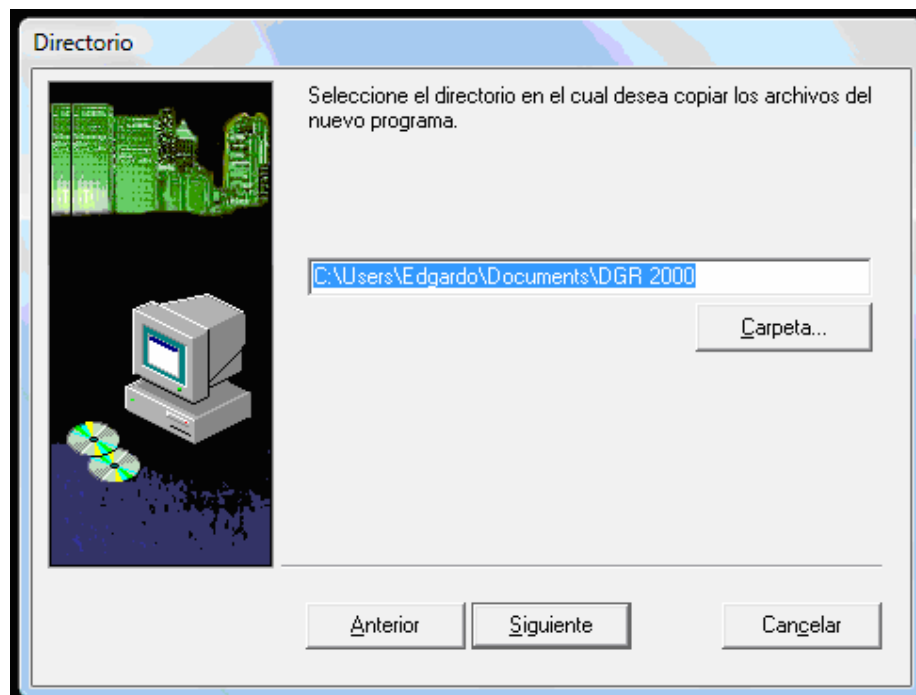 Directorio
Seleccione el directorio en el cual desea copiar los archivos del
nuevo programa.
C:\Users\Edgardo\Documents\DGR 2000
Carpeta...
Anterior
Siguiente
Cancelar